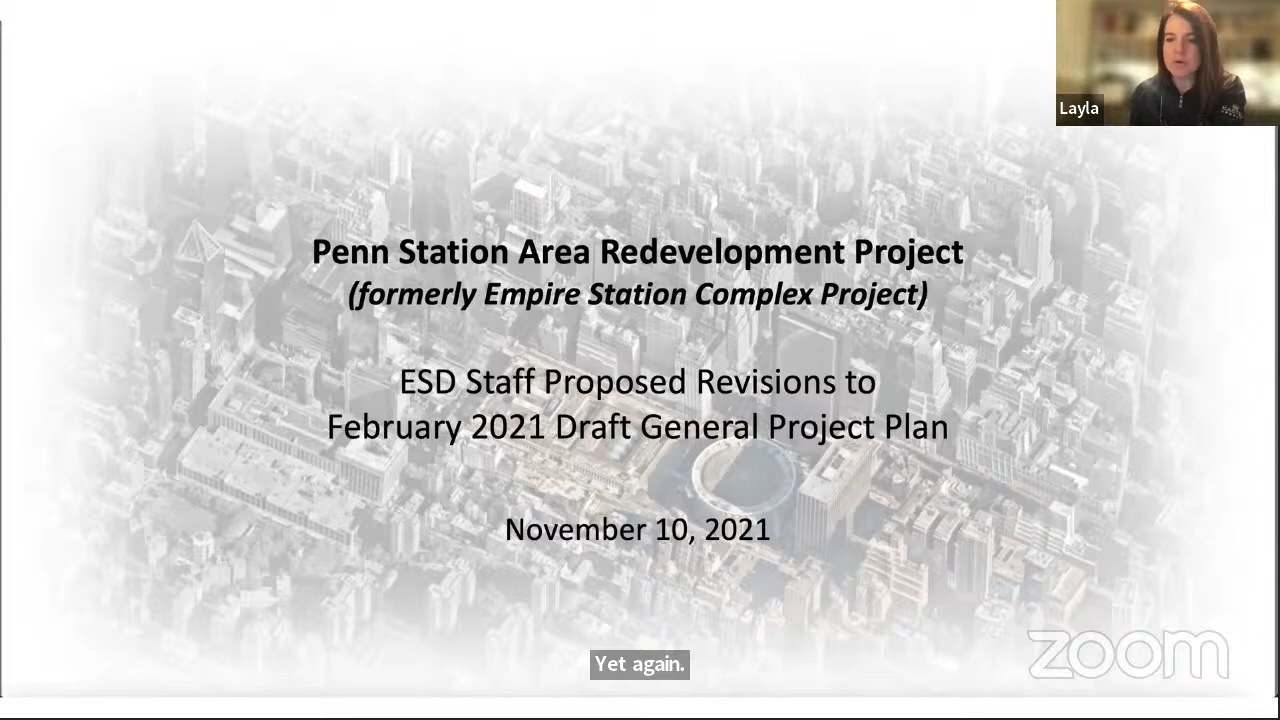 Layla
Penn Station Area Redevelopment Project
(formerly Empire Station Complex Project)
ESD Staff Proposed Revisions to
February 2021 Draft General Project Plan
November 10, 2021
Yet again.
zoom